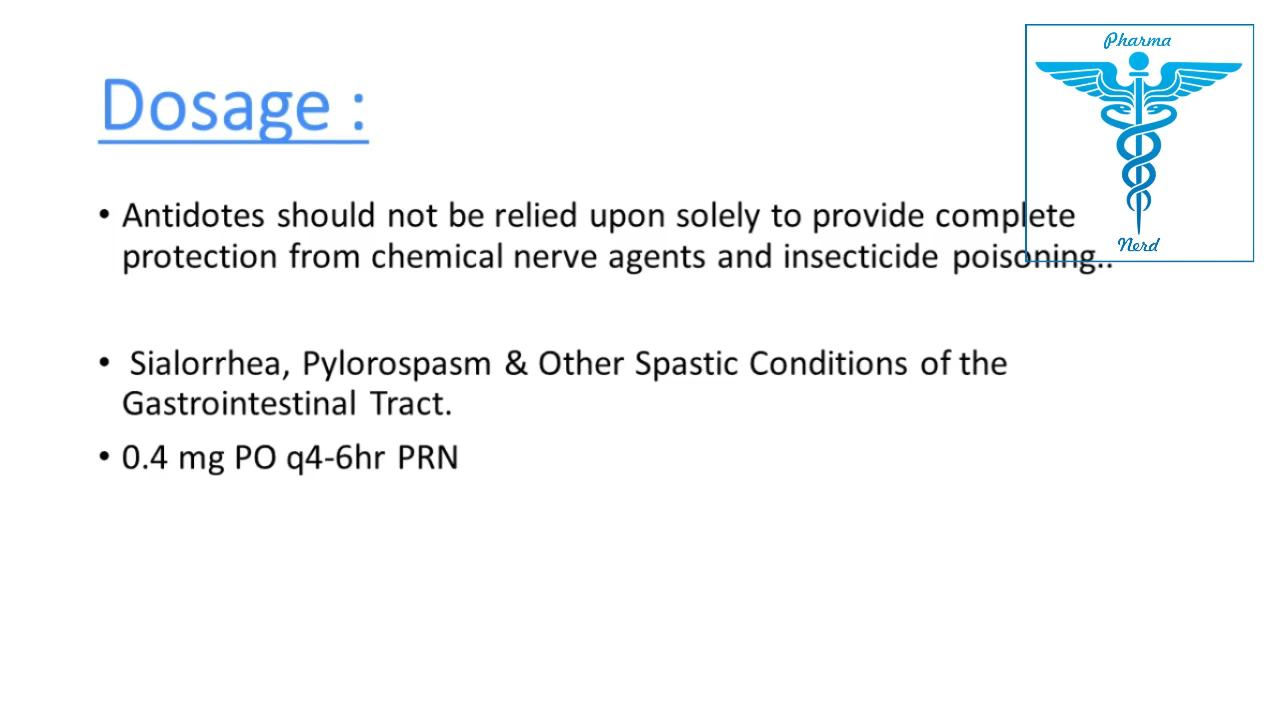 Pharma
Dosage :
• Antidotes should not be relied upon solely to provide complete
protection from chemical nerve agents and insecticide poisoning..
Nerd
• Sialorrhea, Pylorospasm & Other Spastic Conditions of the
Gastrointestinal Tract.
• 0.4 mg PO q4-6hr PRN